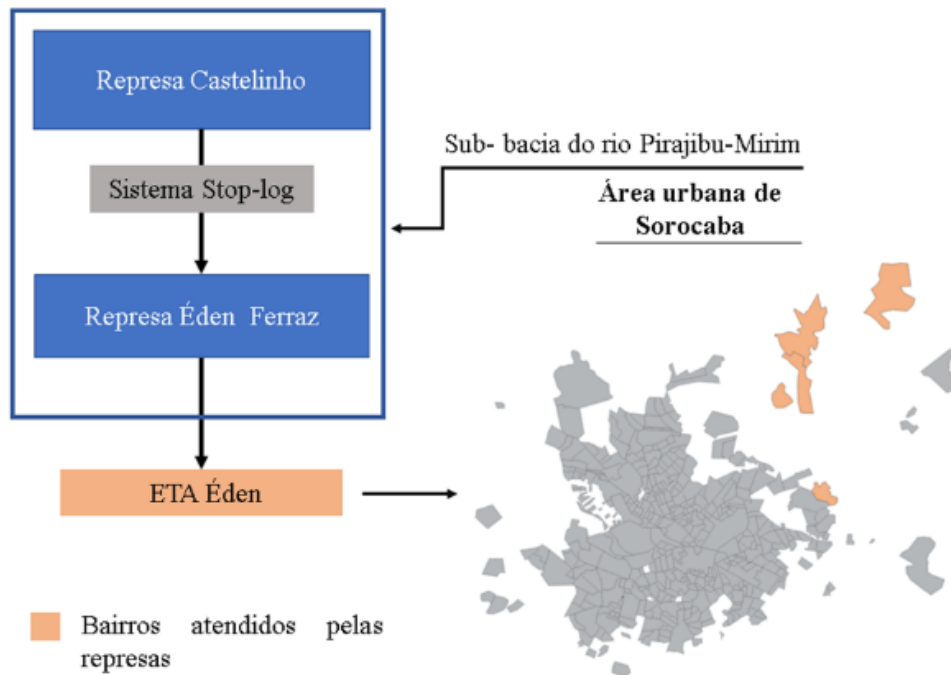 Represa Castelinho
Sistema Stop-log
Represa Éden Ferraz
ETA Éden
Sub- bacia do rio Pirajibu-Mirim
Área urbana de
Sorocaba
Bairros atendidos pelas
represas